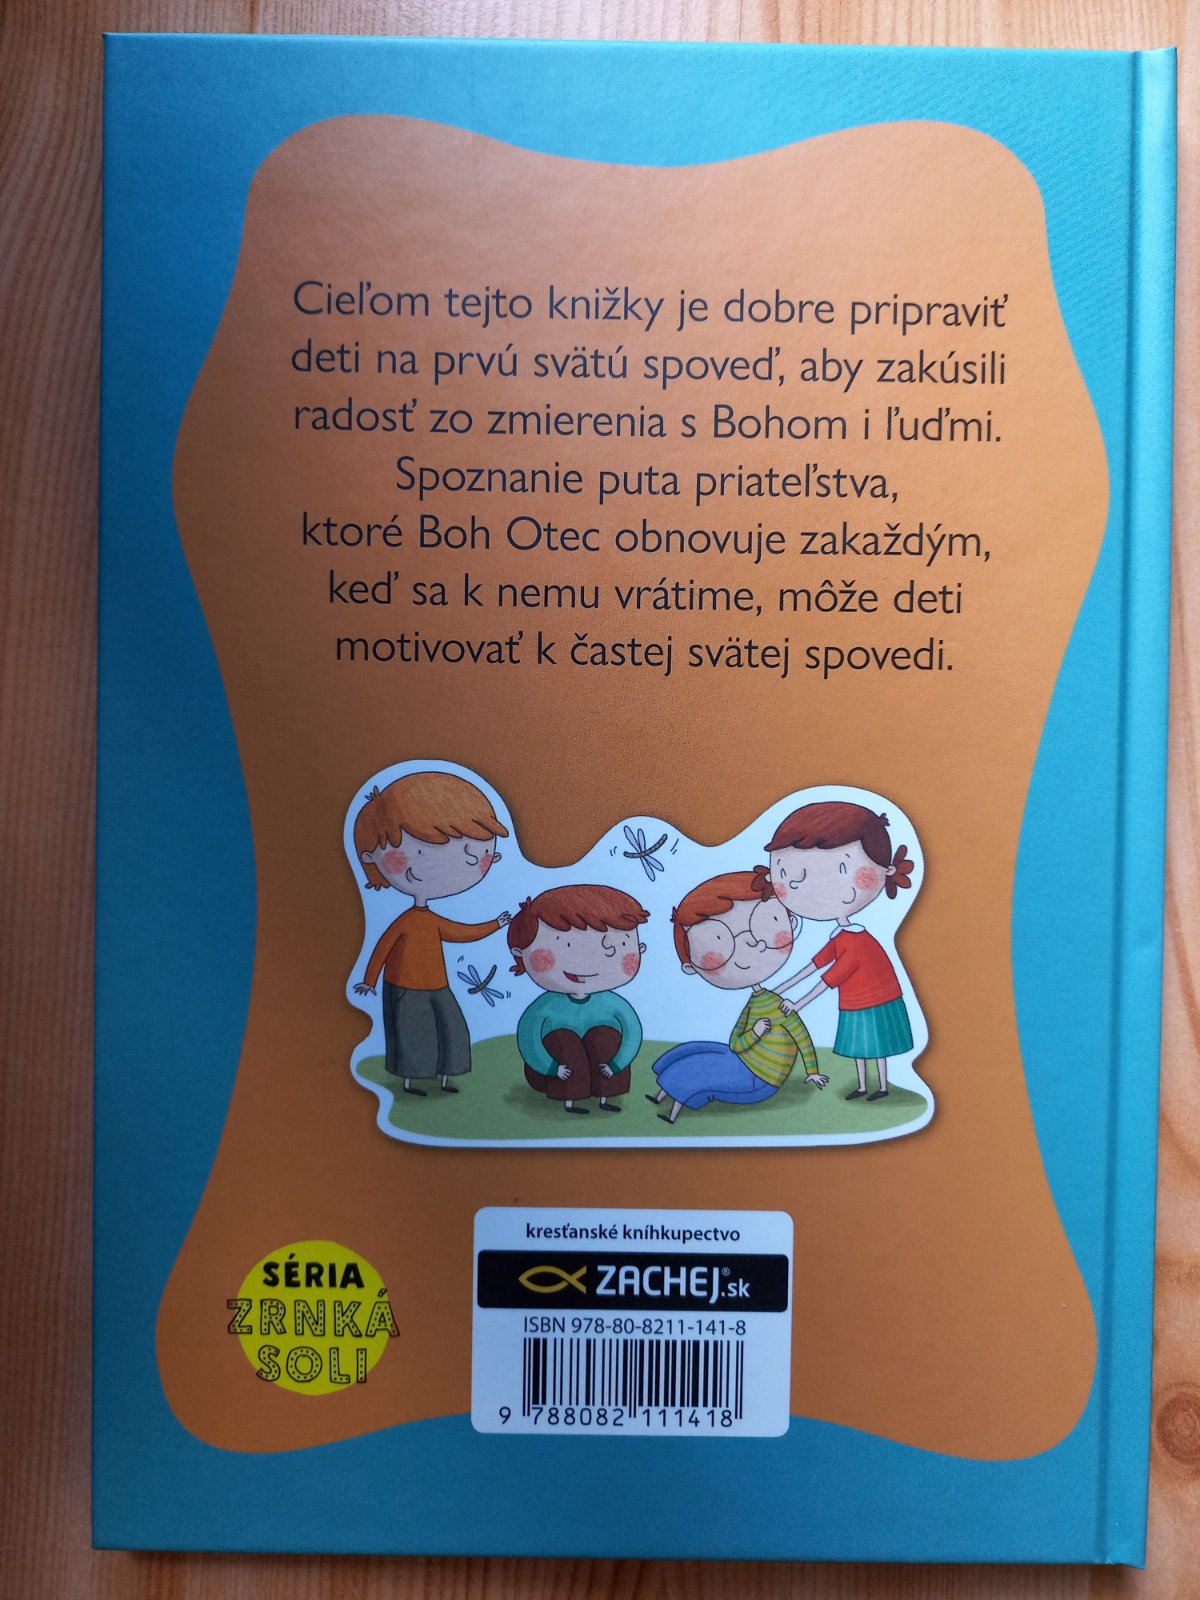 Cieľom tejto knižky je dobre pripraviť
deti na prvú svätú spoveď, aby zakúsili
radosť zo zmierenia s Bohom i ľuďmi.
Spoznanie puta priateľstva,
ktoré Boh Otec obnovuje zakaždým,
keď sa k nemu vrátime, môže deti
motivovať k častej svätej spovedi.
SÉRIA
ZRNKÁ
SOLI
kresťanské kníhkupectvo
ZACHEJ®.sk
ISBN 978-80-8211-141-8
9 788082 111418